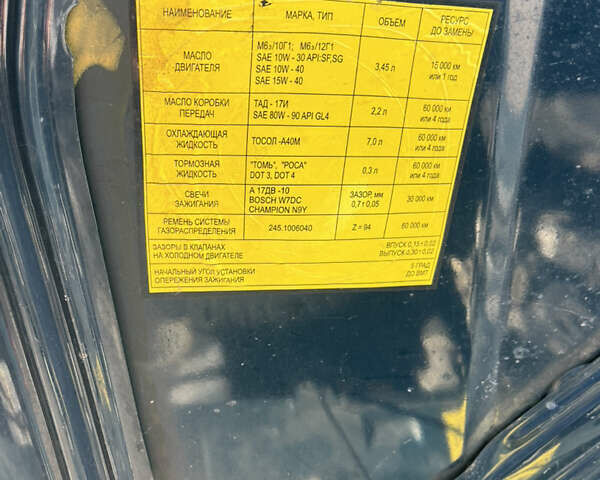 НАИМЕНОВАНИЕ МАРКА, ТИП ОБЪЕМ РЕСУРС ДО ЗАМЕНЫ
МАСЛО ДВИГАТЕЛЯ
М6з/10Г1; М6з/12Г1
SAE 10W - 30 API:SF,SG
SAE 10W - 40
SAE 15W - 40
3,45 л
15 000 км
или 1 год
МАСЛО КОРОБКИ
ПЕРЕДАЧ
ТАД - 17И
SAE 80W - 90 API GL4
2,2 л
60 000 км
или 4 года
ОХЛАЖДАЮЩАЯ
ЖИДКОСТЬ
ТОСОЛ -А40М
7,0 л
60 000 км
или 4 года
ТОРМОЗНАЯ
ЖИДКОСТЬ
"ТОМЬ", "РОСА"
DOT 3, DOT 4
0,3 л
60 000 км
или 4 года
СВЕЧИ
ЗАЖИГАНИЯ
А 17ДВ -10
BOSCH W7DC
CHAMPION N9Y
ЗАЗОР, мм
0,7±0,05
30 000 км
РЕМЕНЬ СИСТЕМЫ
ГАЗОРАСПРЕДЕЛЕНИЯ
245.1006040
Z = 94
60 000 км
ЗАЗОРЫ В КЛАПАНАХ
НА ХОЛОДНОМ ДВИГАТЕЛЕ
ВПУСК 0,15±0,02
ВЫПУСК 0,30±0,02
НАЧАЛЬНЫЙ УГОЛ УСТАНОВКИ
ОПЕРЕЖЕНИЯ ЗАЖИГАНИЯ
5 ГРАД
ДО ВМТ